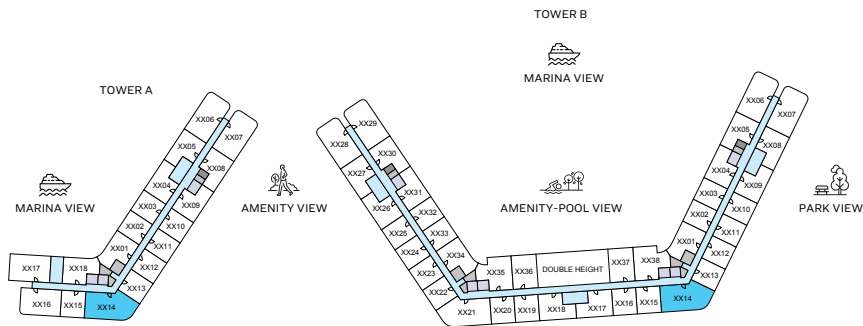 TOWER B
MARINA VIEW
TOWER A
MARINA VIEW
AMENITY VIEW
AMENITY-POOL VIEW
PARK VIEW
XX06
XX07
XX05
XX08
XX04
XX09
XX03
XX10
XX02
XX11
XX01
XX12
XX13
XX17
XX18
XX16
XX15
XX14
XX29
XX28
XX30
XX27
XX31
XX26
XX32
XX25
XX33
XX24
XX34
XX23
XX22
XX21
XX35
XX36
DOUBLE HEIGHT
XX37
XX38
XX20
XX19
XX18
XX17
XX16
XX15
XX14
XX06
XX07
XX05
XX08
XX04
XX09
XX03
XX10
XX02
XX11
XX01
XX12
XX13